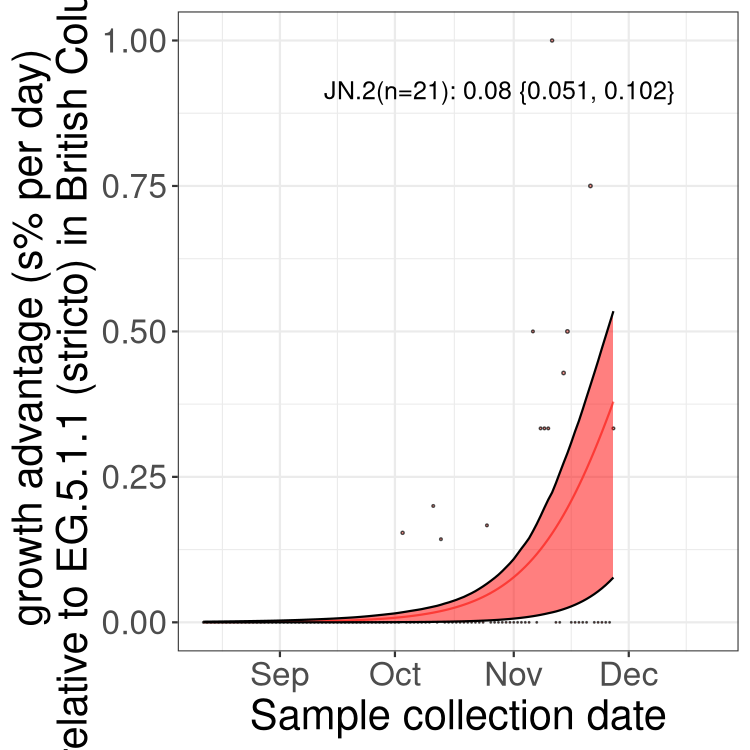 growth advantage (s% per day)
relative to EG.5.1.1 (stricto) in British
1.00
0.75
0.50
0.25
0.00
JN.2(n=21): 0.08 {0.051, 0.102}
Sep Oct Nov Dec
Sample collection date